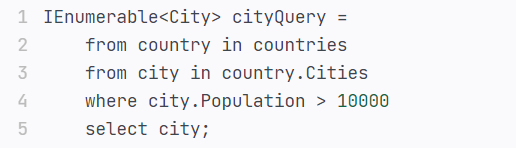 1 IEnumerable<City> cityQuery =
2     from country in countries
3     from city in country.Cities
4     where city.Population > 10000
5     select city;